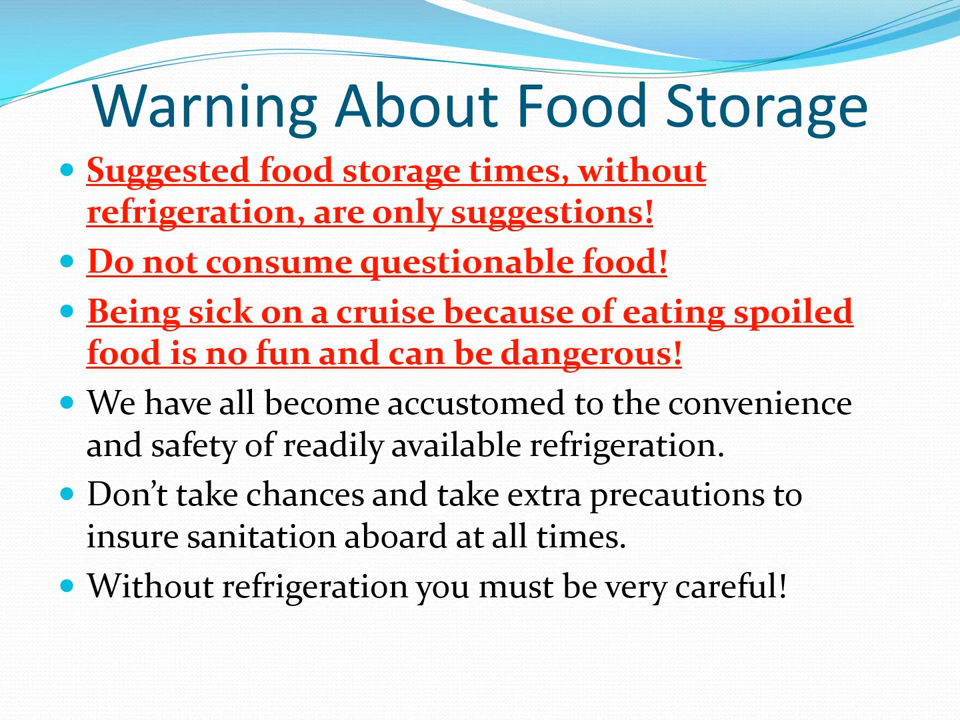 Warning About Food Storage
Suggested food storage times, without
refrigeration, are only suggestions!
Do not consume questionable food!
Being sick on a cruise because of eating spoiled
food is no fun and can be dangerous!
We have all become accustomed to the convenience
and safety of readily available refrigeration.
Don’t take chances and take extra precautions to
insure sanitation aboard at all times.
Without refrigeration you must be very careful!